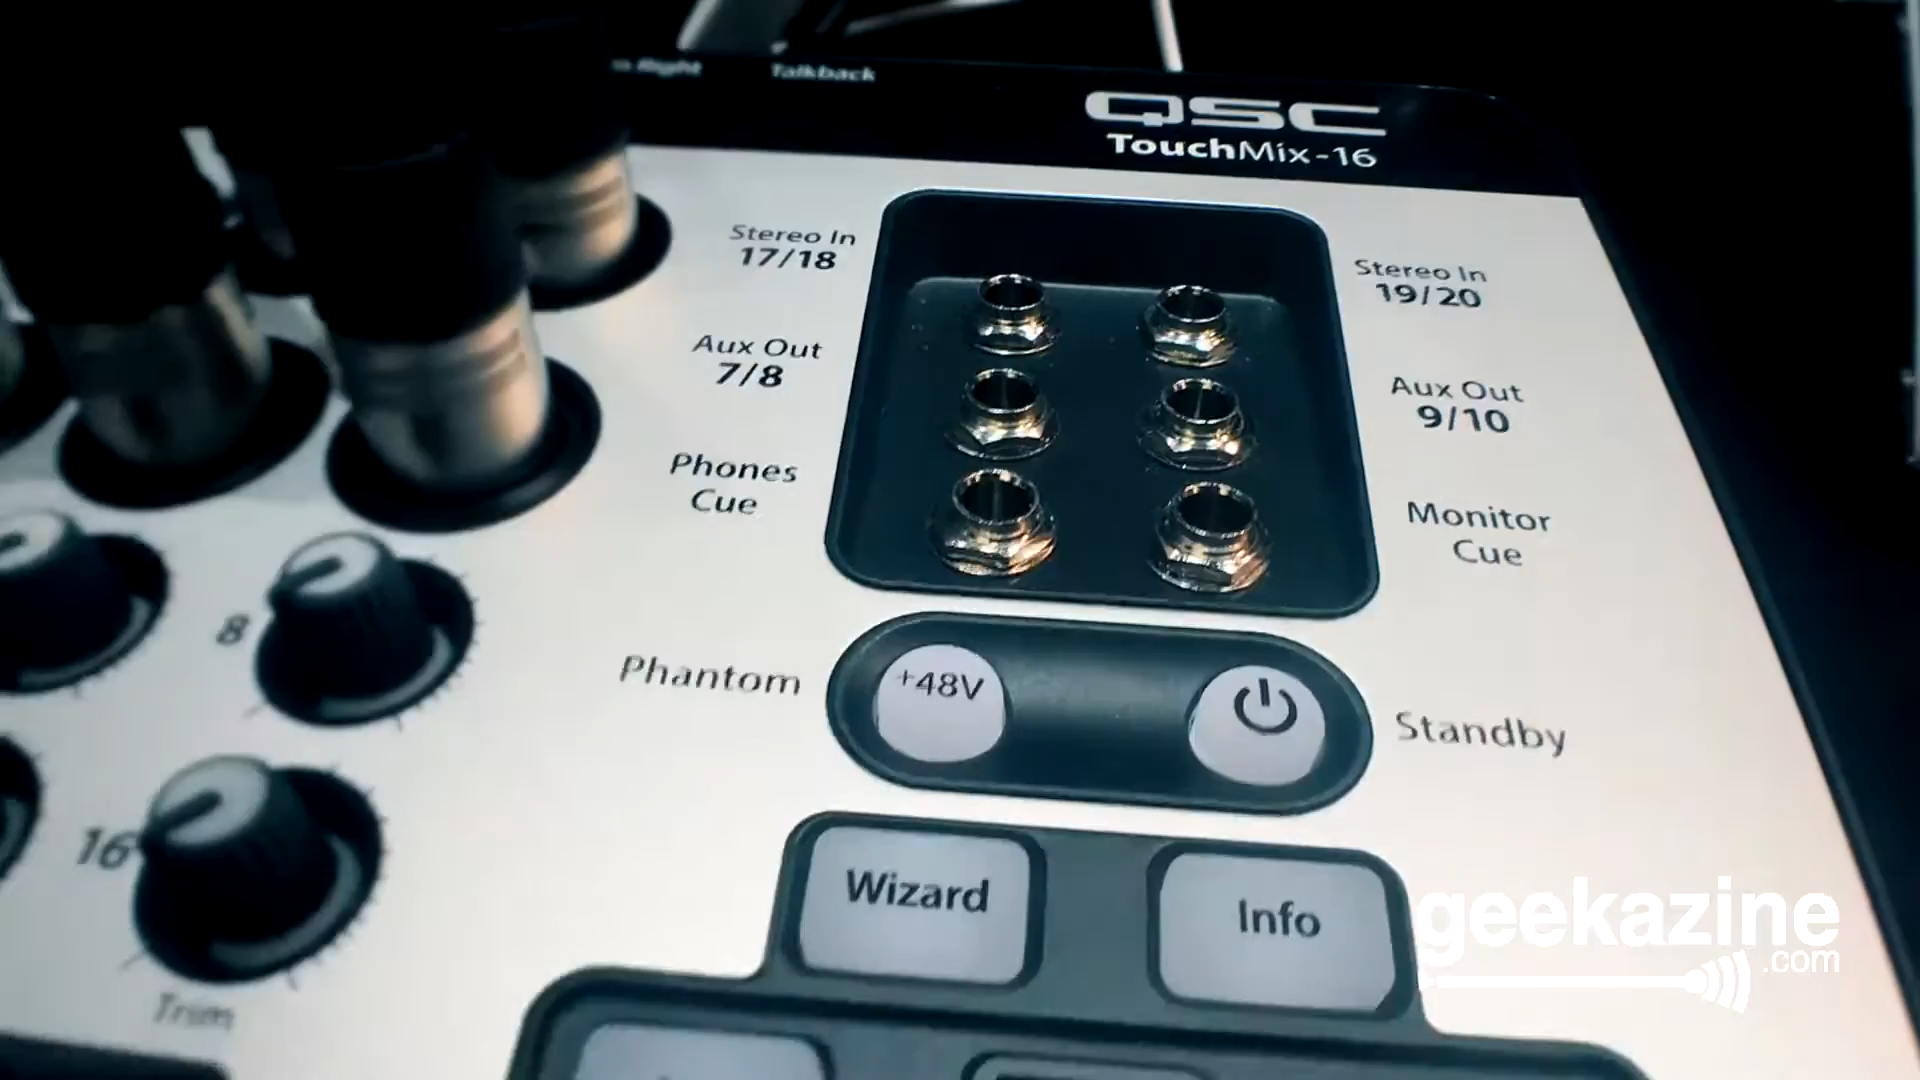 Right
Talkback
QSC
TouchMix-16
Stereo In
17/18
Stereo In
19/20
Aux Out
7/8
Aux Out
9/10
Phones
Cue
Monitor
Cue
8
Phantom
+48V
Standby
16
Wizard
Info
Trim
geekazine
.com